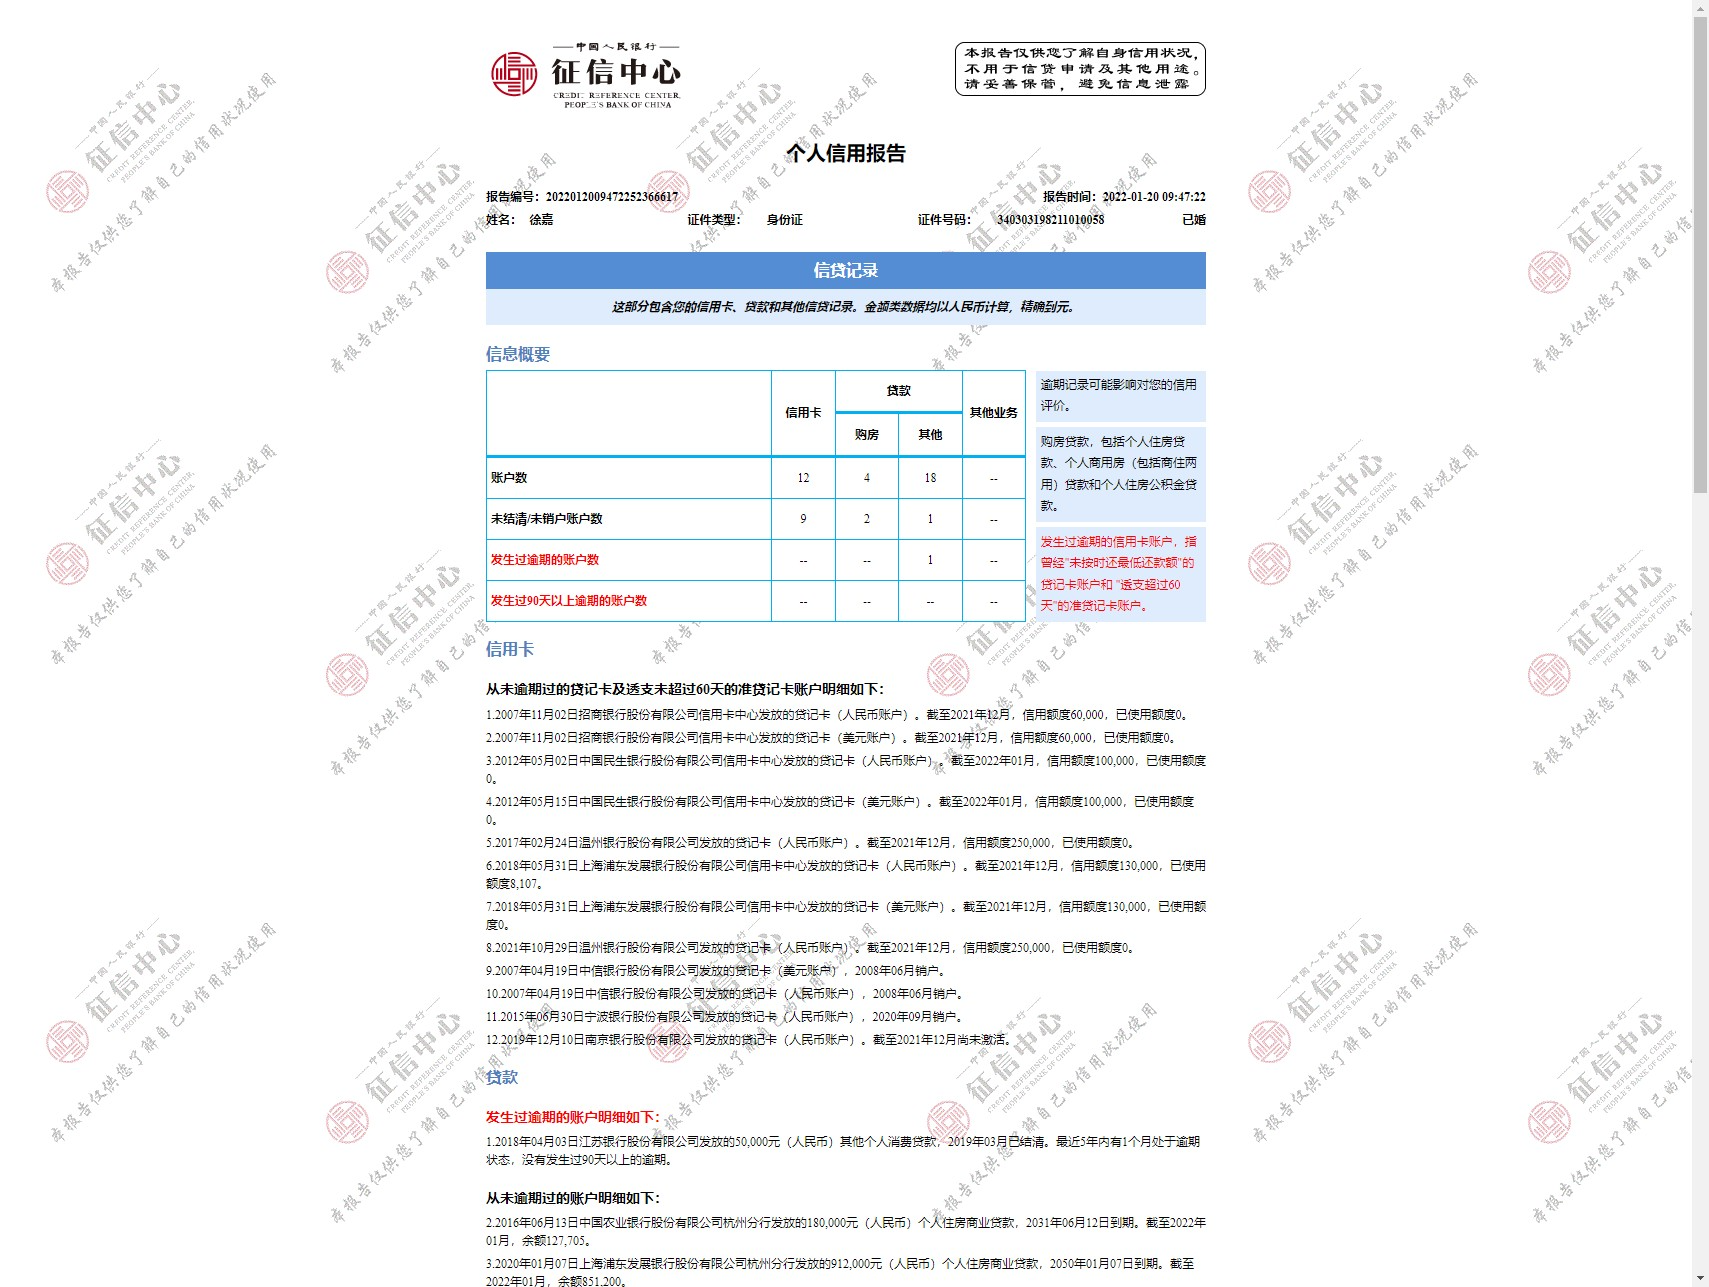 中国人民银行
征信中心
CREDIT REFERENCE CENTER,
PEOPLE'S BANK OF CHINA
本报告仅供您了解自身信用状况，
不用于信贷申请及其他用途。
请妥善保管，避免信息泄露
个人信用报告
报告编号：2022012009472252366617 报告时间：2022-01-20 09:47:22
姓名： 徐嘉 证件类型： 身份证 证件号码： 340303198211010058 已婚
信贷记录
这部分包含您的信用卡、贷款和其他信贷记录。金额类数据均以人民币计算，精确到元。
信息概要
信用卡 贷款 其他业务
购房 其他
账户数 12 4 18 --
未结清/未销户账户数 9 2 1 --
发生过逾期的账户数 -- -- 1 --
发生过90天以上逾期的账户数 -- -- -- --
逾期记录可能影响对您的信用
评价。
购房贷款，包括个人住房贷
款、个人商用房（包括商住两
用）贷款和个人住房公积金贷
款。
发生过逾期的信用卡账户，指
曾经"未按时还最低还款额"的
贷记卡账户和 "透支超过60
天"的准贷记卡账户。
信用卡
从未逾期过的贷记卡及透支未超过60天的准贷记卡账户明细如下：
1.2007年11月02日招商银行股份有限公司信用卡中心发放的贷记卡（人民币账户）。截至2021年12月，信用额度60,000，已使用额度0。
2.2007年11月02日招商银行股份有限公司信用卡中心发放的贷记卡（美元账户）。截至2021年12月，信用额度60,000，已使用额度0。
3.2012年05月02日中国民生银行股份有限公司信用卡中心发放的贷记卡（人民币账户）。截至2022年01月，信用额度100,000，已使用额度
0。
4.2012年05月15日中国民生银行股份有限公司信用卡中心发放的贷记卡（美元账户）。截至2022年01月，信用额度100,000，已使用额度
0。
5.2017年02月24日温州银行股份有限公司发放的贷记卡（人民币账户）。截至2021年12月，信用额度250,000，已使用额度0。
6.2018年05月31日上海浦东发展银行股份有限公司信用卡中心发放的贷记卡（人民币账户）。截至2021年12月，信用额度130,000，已使用
额度8,107。
7.2018年05月31日上海浦东发展银行股份有限公司信用卡中心发放的贷记卡（美元账户）。截至2021年12月，信用额度130,000，已使用额
度0。
8.2021年10月29日温州银行股份有限公司发放的贷记卡（人民币账户）。截至2021年12月，信用额度250,000，已使用额度0。
9.2007年04月19日中信银行股份有限公司发放的贷记卡（美元账户），2008年06月销户。
10.2007年04月19日中信银行股份有限公司发放的贷记卡（人民币账户），2008年06月销户。
11.2015年06月30日宁波银行股份有限公司发放的贷记卡（人民币账户），2020年09月销户。
12.2019年12月10日南京银行股份有限公司发放的贷记卡（人民币账户）。截至2021年12月尚未激活。
贷款
发生过逾期的账户明细如下：
1.2018年04月03日江苏银行股份有限公司发放的50,000元（人民币）其他个人消费贷款，2019年03月已结清。最近5年内有1个月处于逾期
状态，没有发生过90天以上的逾期。
从未逾期过的账户明细如下：
2.2016年06月13日中国农业银行股份有限公司杭州分行发放的180,000元（人民币）个人住房商业贷款，2031年06月12日到期。截至2022年
01月，余额127,705。
3.2020年01月07日上海浦东发展银行股份有限公司杭州分行发放的912,000元（人民币）个人住房商业贷款，2050年01月07日到期。截至
2022年01月，余额851,200。
本报告仅供您了解自己的信用状况使用